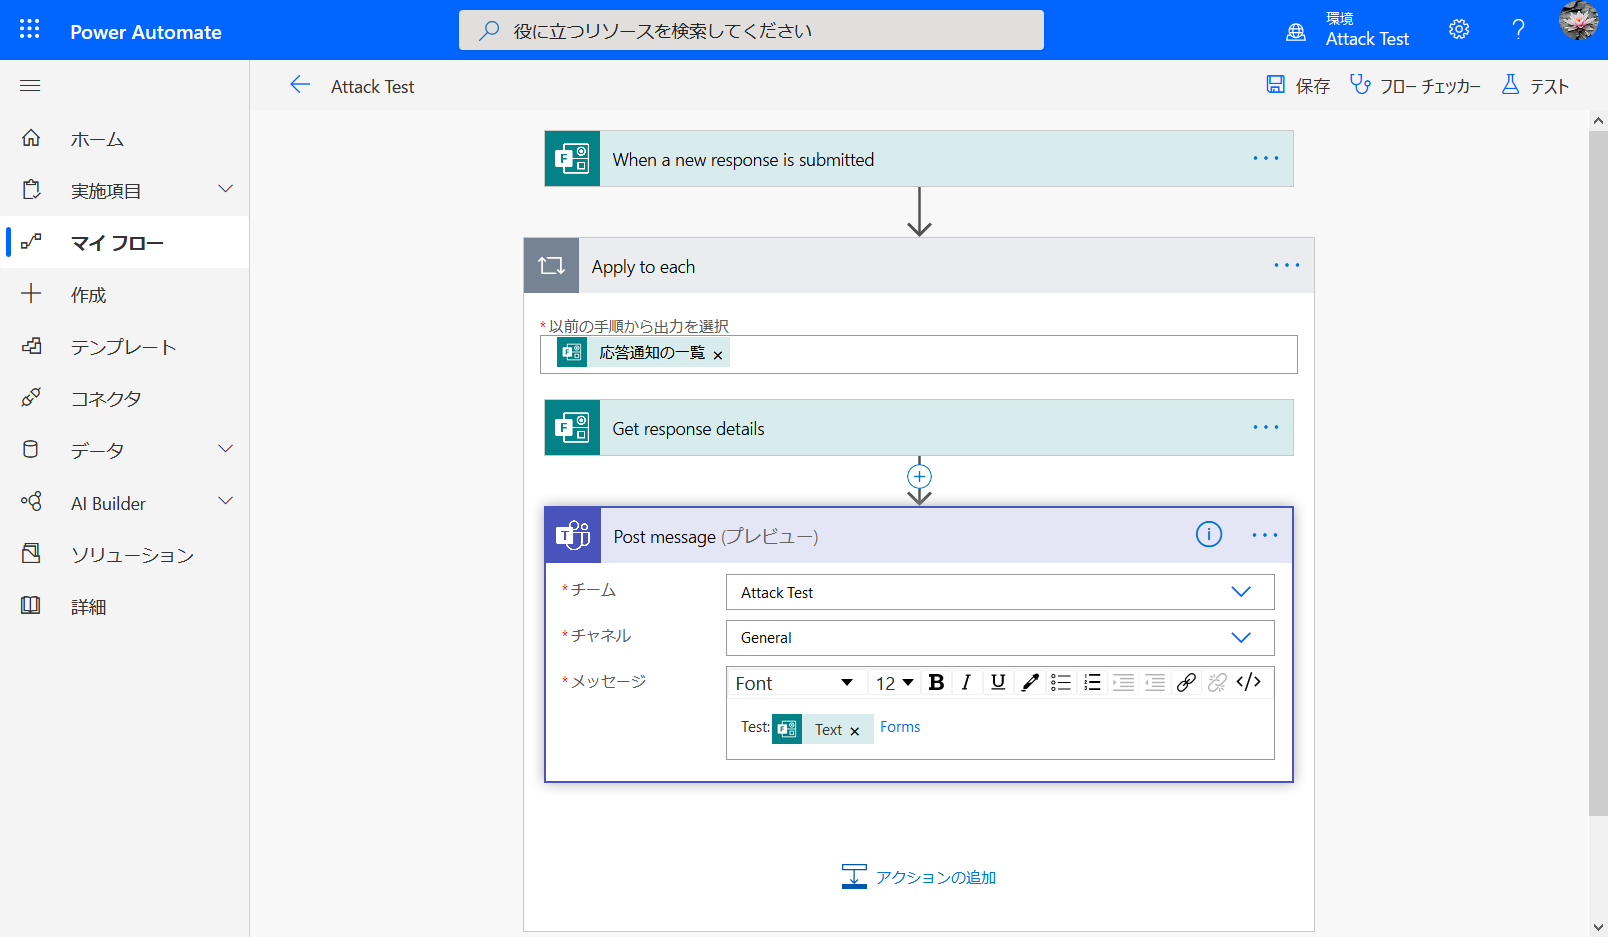 Power Automate
役に立つリソースを検索してください
環境
Attack Test
Attack Test
保存
フロー チェッカー
テスト
ホーム
実施項目
マイ フロー
作成
テンプレート
コネクタ
データ
AI Builder
ソリューション
詳細
When a new response is submitted
Apply to each
*以前の手順から出力を選択
F 応答通知の一覧 ×
F Get response details
T Post message (プレビュー)
*チーム
Attack Test
*チャネル
General
*メッセージ
Font 12 B I U </>
Test: F Text × Forms
アクションの追加